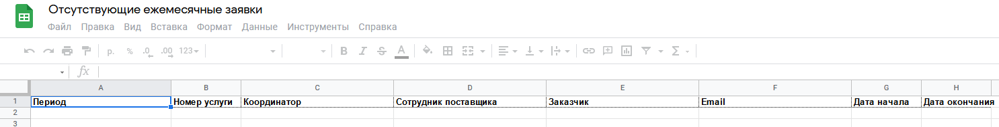 Отсутствующие ежемесячные заявки
Файл Правка Вид Вставка Формат Данные Инструменты Справка
р. % .0 .00 123 B I S A
fx
A B C D E F G H
1 Период Номер услуги Координатор Сотрудник поставщика Заказчик Email Дата начала Дата окончания
2
3